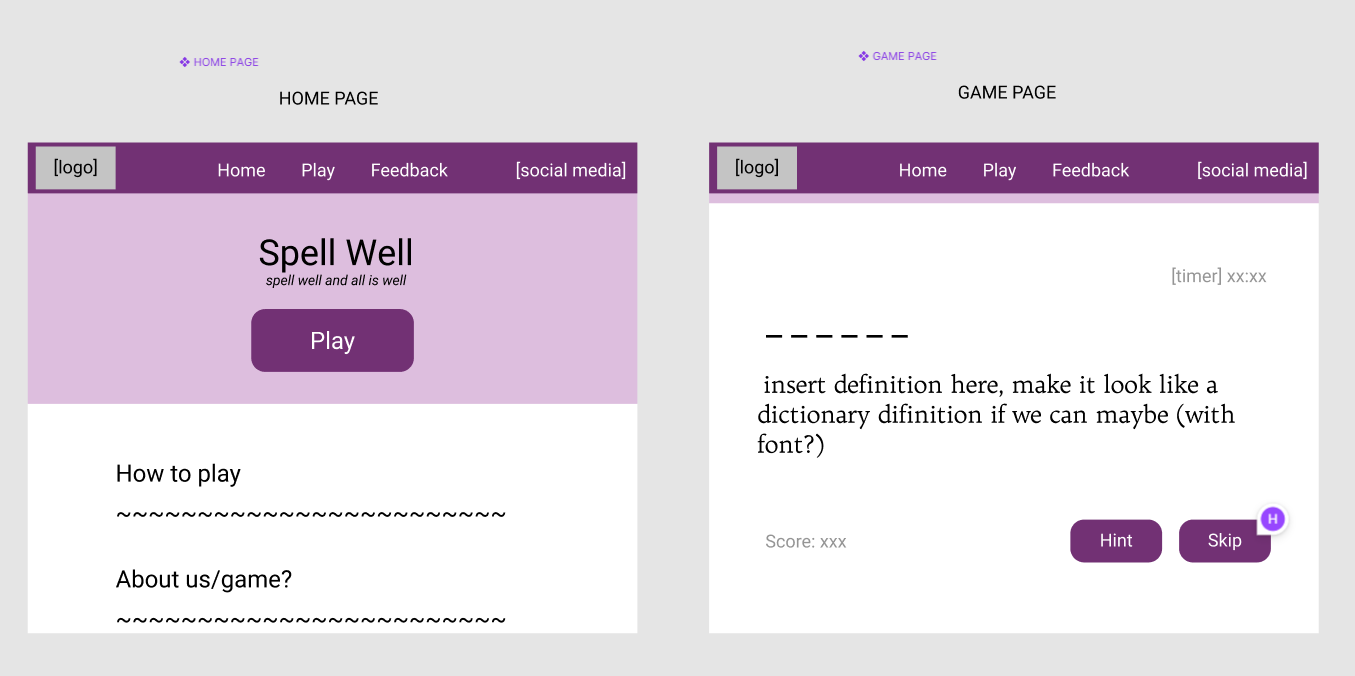 HOME PAGE
HOME PAGE
[logo] Home Play Feedback [social media]
Spell Well
spell well and all is well
Play
How to play
~~~~~~~~~~~~~~~~~~~~~~~~
About us/game?
~~~~~~~~~~~~~~~~~~~~~~~~
GAME PAGE
GAME PAGE
[logo] Home Play Feedback [social media]
[timer] xx:xx
_ _ _ _ _ _
insert definition here, make it look like a
dictionary difinition if we can maybe (with
font?)
Score: xxx Hint Skip
H